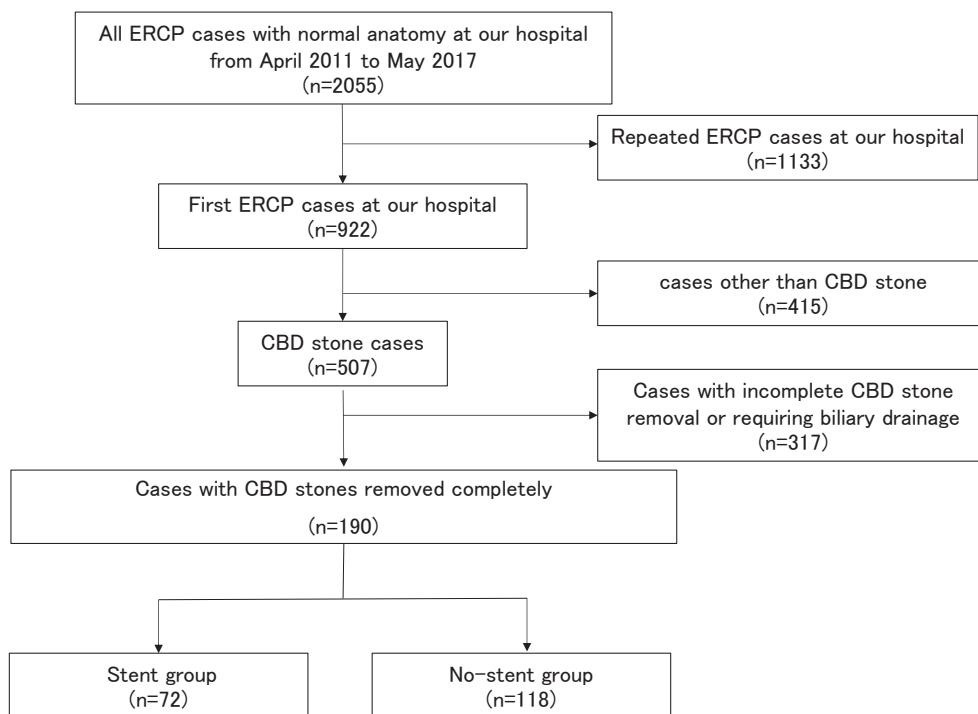 All ERCP cases with normal anatomy at our hospital
from April 2011 to May 2017
(n=2055)
Repeated ERCP cases at our hospital
(n=1133)
First ERCP cases at our hospital
(n=922)
cases other than CBD stone
(n=415)
CBD stone cases
(n=507)
Cases with incomplete CBD stone
removal or requiring biliary drainage
(n=317)
Cases with CBD stones removed completely
(n=190)
Stent group
(n=72)
No-stent group
(n=118)